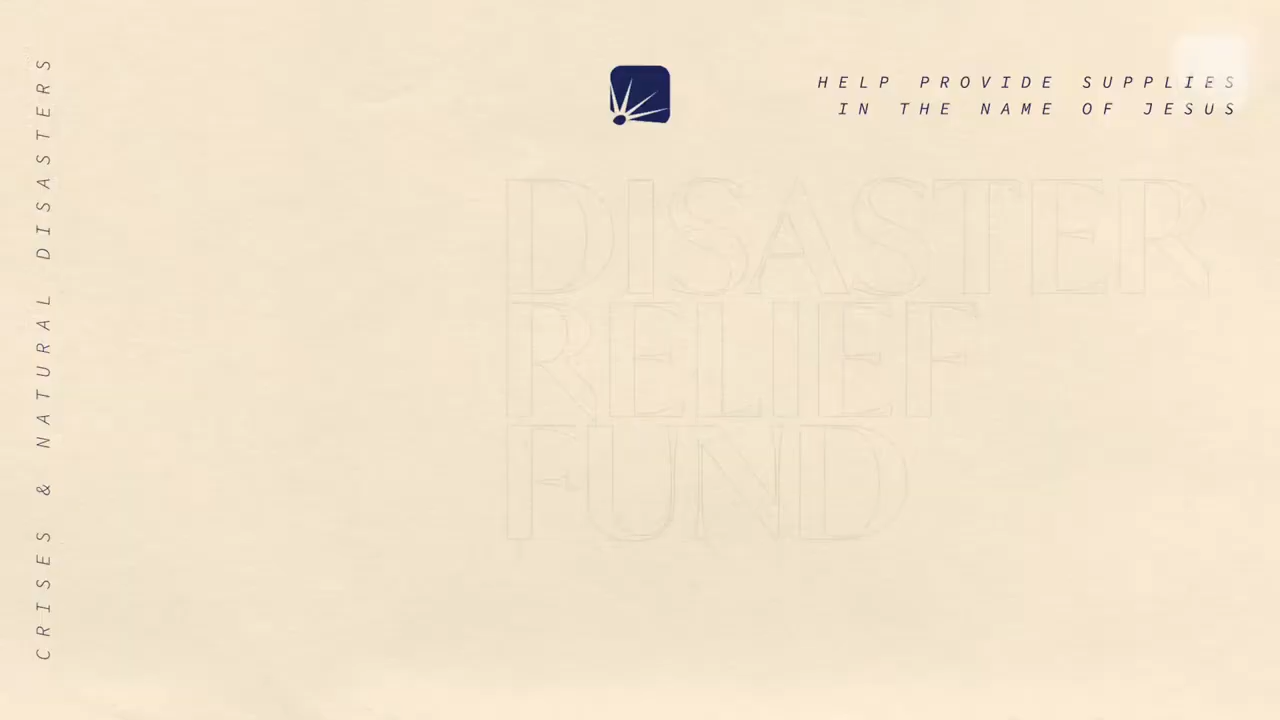 HELP PROVIDE SUPPLIES
IN THE NAME OF JESUS
DISASTER
RELIEF
FUND
CRISES & NATURAL DISASTERS